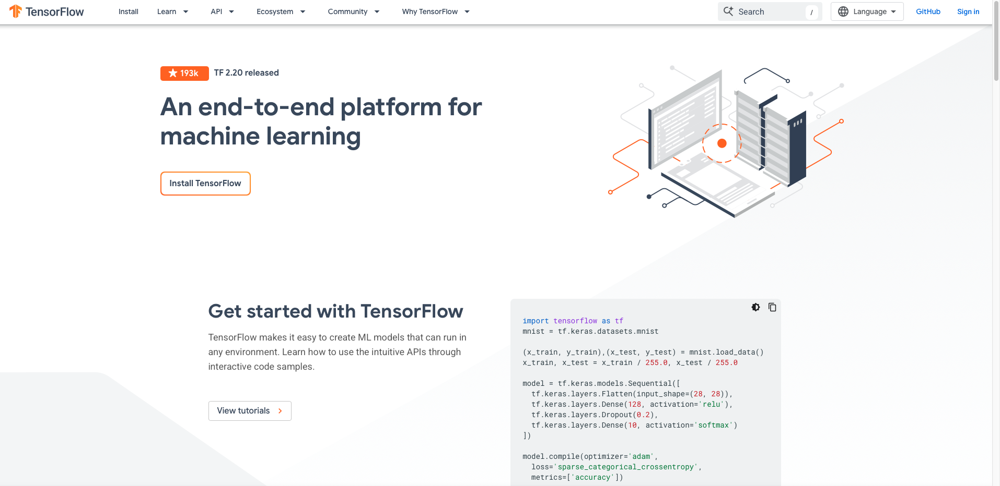 TensorFlow Install Learn API Ecosystem Community Why TensorFlow Search / Language GitHub Sign in
193k TF 2.20 released
An end-to-end platform for
machine learning
Install TensorFlow
Get started with TensorFlow
TensorFlow makes it easy to create ML models that can run in
any environment. Learn how to use the intuitive APIs through
interactive code samples.
View tutorials
import tensorflow as tf
mnist = tf.keras.datasets.mnist
(x_train, y_train),(x_test, y_test) = mnist.load_data()
x_train, x_test = x_train / 255.0, x_test / 255.0
model = tf.keras.models.Sequential([
  tf.keras.layers.Flatten(input_shape=(28, 28)),
  tf.keras.layers.Dense(128, activation='relu'),
  tf.keras.layers.Dropout(0.2),
  tf.keras.layers.Dense(10, activation='softmax')
])
model.compile(optimizer='adam',
  loss='sparse_categorical_crossentropy',
  metrics=['accuracy'])